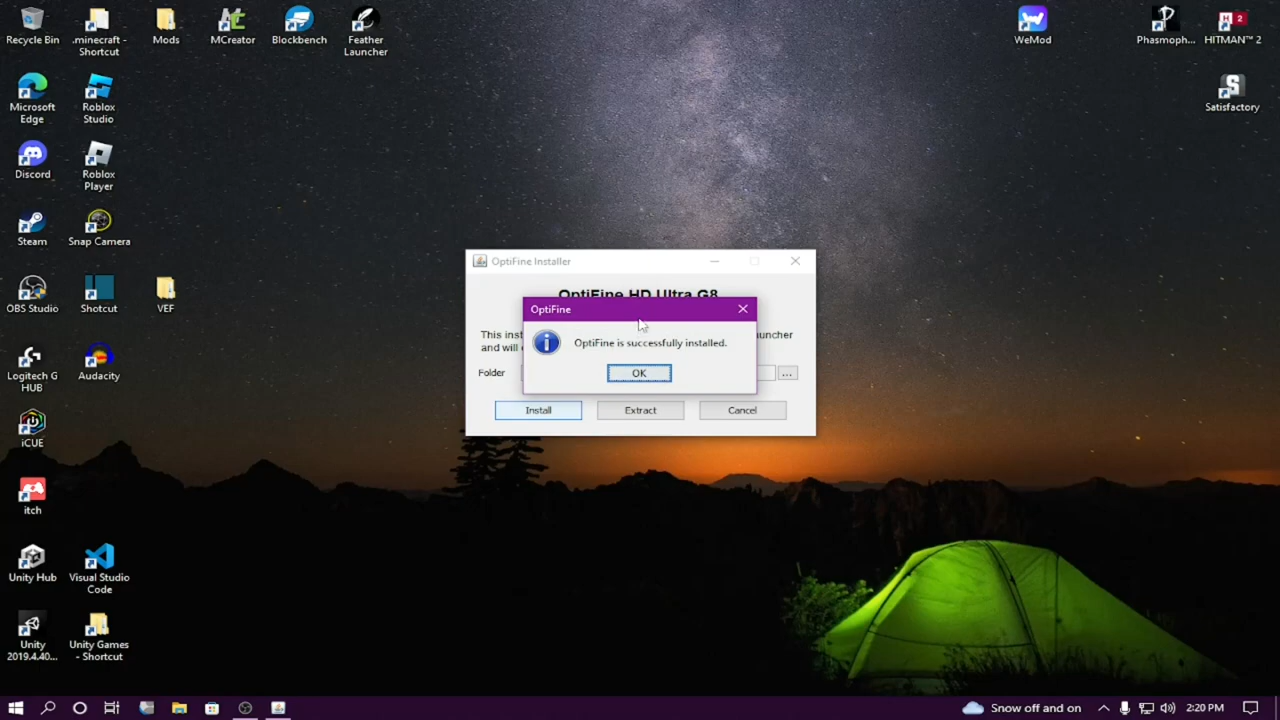 Recycle Bin
.minecraft -
Shortcut
Mods
MCreator
Blockbench
Feather
Launcher
WeMod
Phasmoph...
HITMAN™ 2
Microsoft
Edge
Roblox
Studio
Satisfactory
Discord
Roblox
Player
Steam
Snap Camera
OBS Studio
Shotcut
VEF
Logitech G
HUB
Audacity
iCUE
itch
Unity Hub
Visual Studio
Code
Unity
2019.4.40...
Unity Games
- Shortcut
OptiFine Installer
OptiFine HD Ultra G8
OptiFine
This inst
auncher
and will
OptiFine is successfully installed.
Folder
OK
...
Install
Extract
Cancel
Snow off and on
2:20 PM